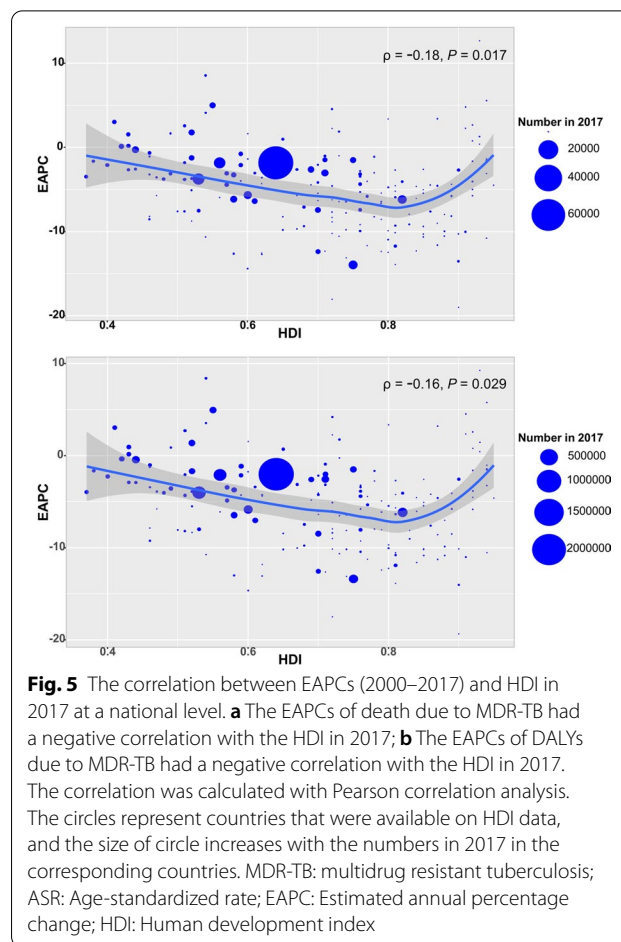 10
0
-10
-20
EAPC
0.4
0.6
0.8
HDI
ρ = -0.18, P = 0.017
Number in 2017
20000
40000
60000
10
0
-10
-20
EAPC
0.4
0.6
0.8
HDI
ρ = -0.16, P = 0.029
Number in 2017
500000
1000000
1500000
2000000
Fig. 5 The correlation between EAPCs (2000–2017) and HDI in
2017 at a national level. a The EAPCs of death due to MDR-TB had
a negative correlation with the HDI in 2017; b The EAPCs of DALYs
due to MDR-TB had a negative correlation with the HDI in 2017.
The correlation was calculated with Pearson correlation analysis.
The circles represent countries that were available on HDI data,
and the size of circle increases with the numbers in 2017 in the
corresponding countries. MDR-TB: multidrug resistant tuberculosis;
ASR: Age-standardized rate; EAPC: Estimated annual percentage
change; HDI: Human development index